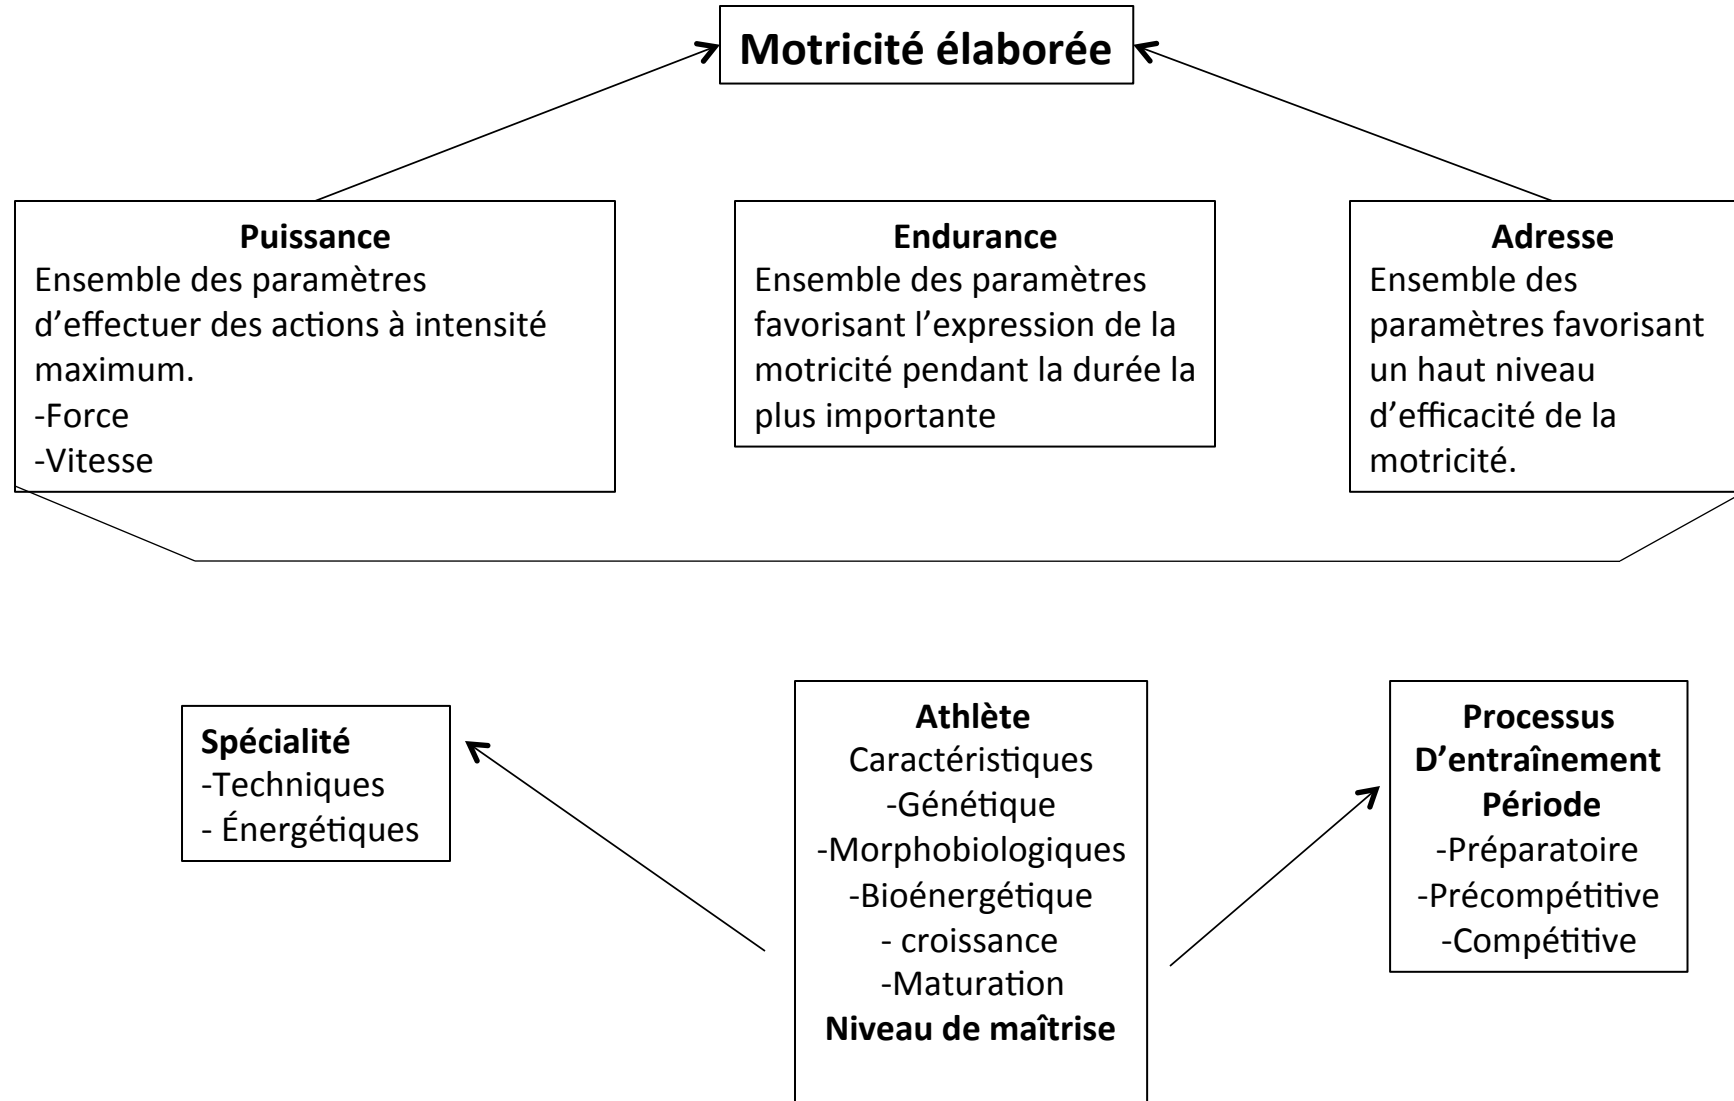 Motricité élaborée
Puissance
Ensemble des paramètres
d’effectuer des actions à intensité
maximum.
-Force
-Vitesse
Endurance
Ensemble des paramètres
favorisant l’expression de la
motricité pendant la durée la
plus importante
Adresse
Ensemble des
paramètres favorisant
un haut niveau
d’efficacité de la
motricité.
Spécialité
-Techniques
- Énergétiques
Athlète
Caractéristiques
-Génétique
-Morphobiologiques
-Bioénergétique
- croissance
-Maturation
Niveau de maîtrise
Processus
D’entraînement
Période
-Préparatoire
-Précompétitive
-Compétitive